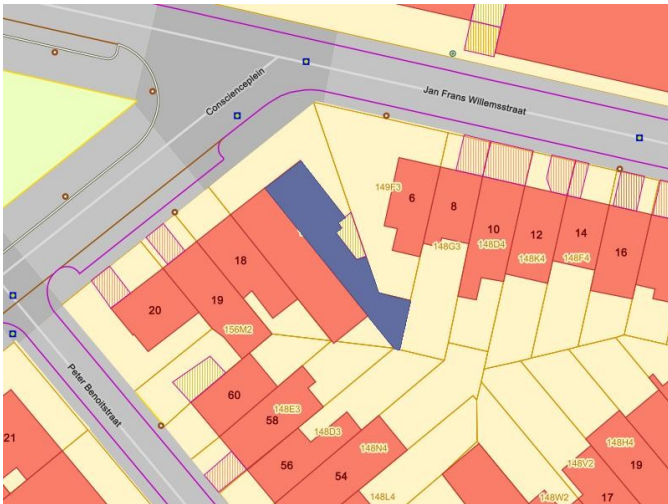 Conscienceplein
Jan Frans Willemsstraat
149F3
6
8
10
12
14
16
148G3
148D4
148K4
148F4
18
19
20
156M2
Peter Benoitstraat
60
148E3
58
148D3
56
148N4
54
148L4
21
148H4
148V2
19
148W2
17